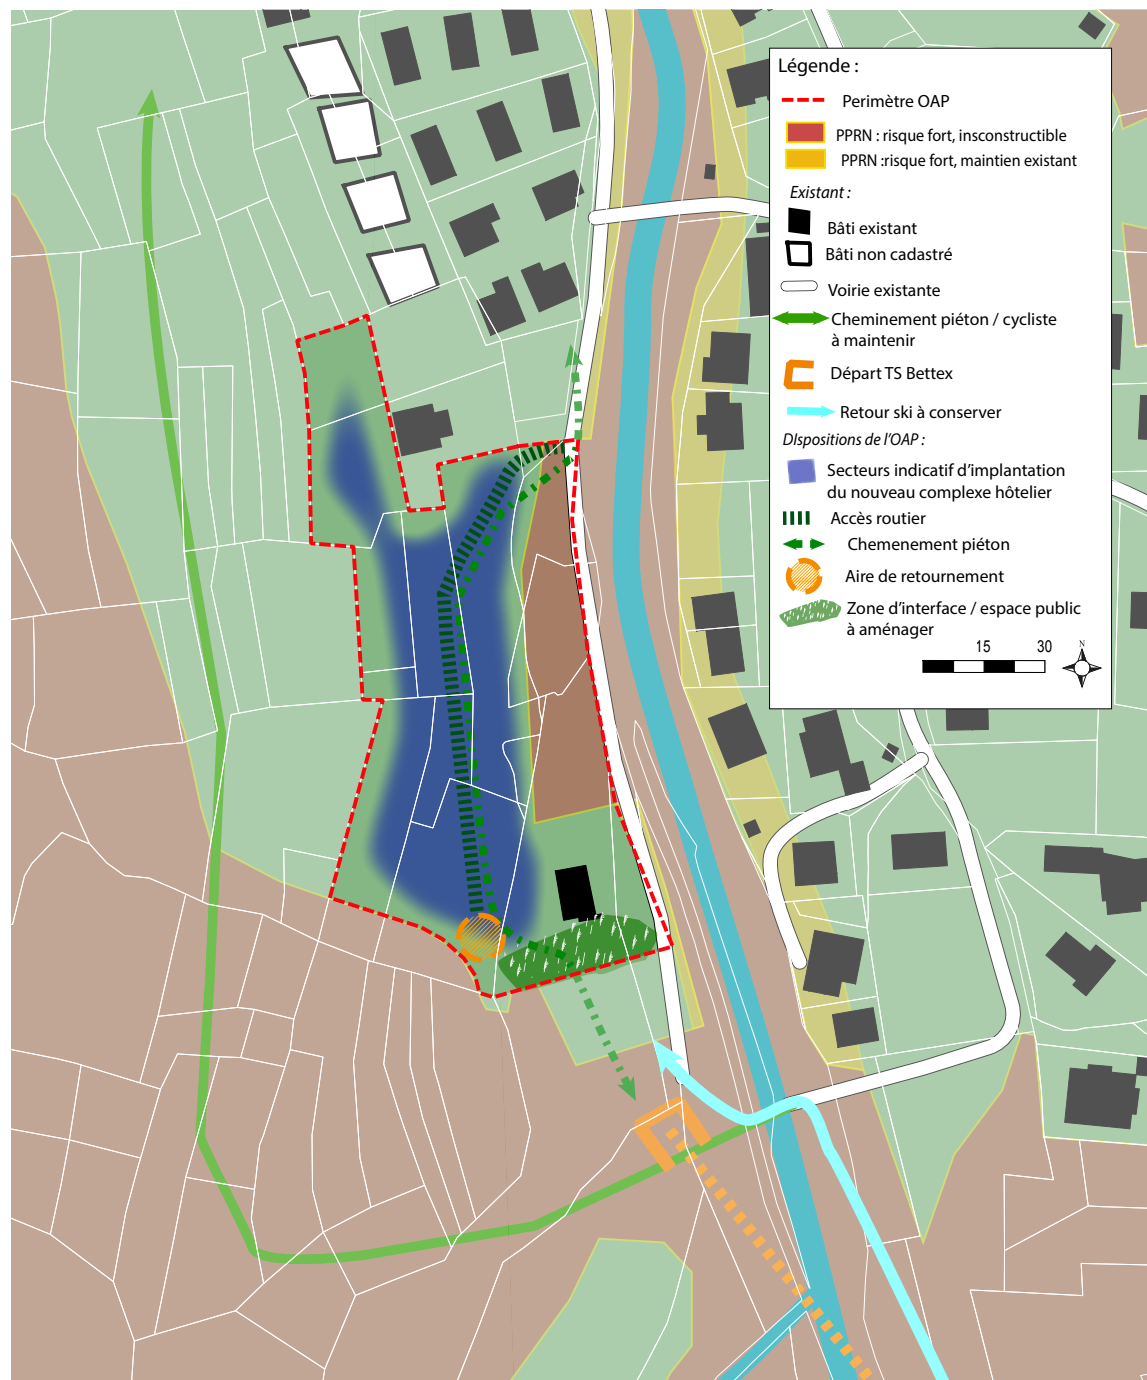 Légende :
Perimètre OAP
PPRN : risque fort, insconstructible
PPRN :risque fort, maintien existant
Existant :
Bâti existant
Bâti non cadastré
Voirie existante
Cheminement piéton / cycliste
à maintenir
Départ TS Bettex
Retour ski à conserver
DIspositions de l'OAP :
Secteurs indicatif d'implantation
du nouveau complexe hôtelier
Accès routier
Chemenement piéton
Aire de retournement
Zone d'interface / espace public
à aménager
15 30
N